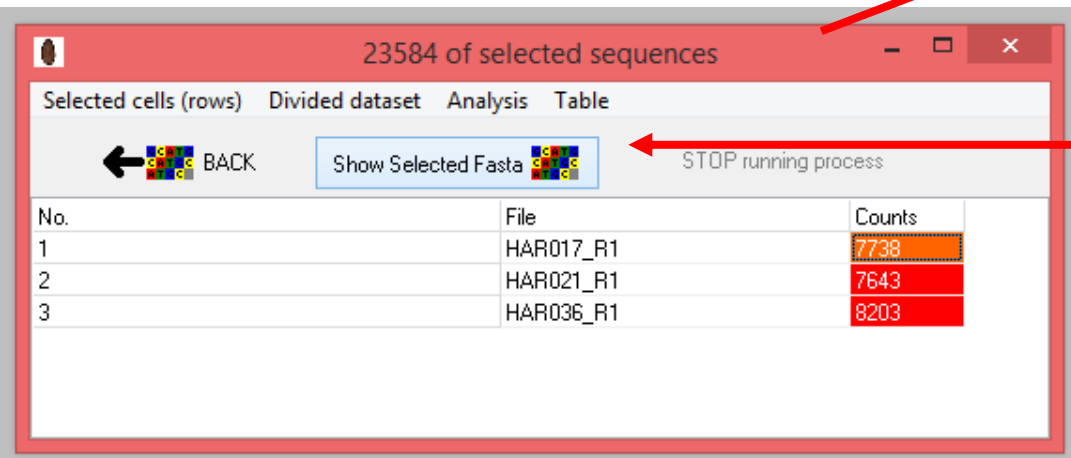 23584 of selected sequences
Selected cells (rows) Divided dataset Analysis Table
BACK Show Selected Fasta STOP running process
No. File Counts
1 HAR017_R1 7738
2 HAR021_R1 7643
3 HAR036_R1 8203